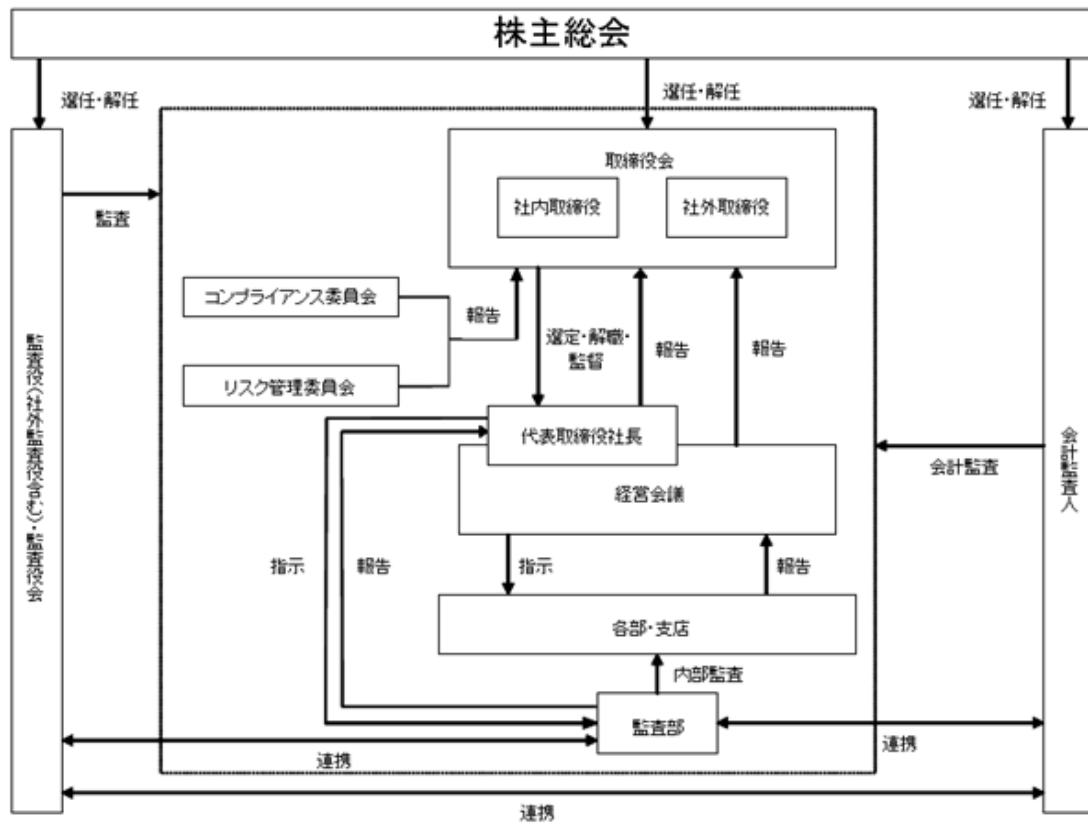 株主総会
選任・解任
選任・解任
選任・解任
取締役会
社内取締役
社外取締役
監査
コンプライアンス委員会
リスク管理委員会
報告
選定・解職・
監督
報告
報告
代表取締役社長
経営会議
会計監査
監査役(社外監査役含む)・監査役会
会計監査人
指示
報告
指示
報告
各部・支店
内部監査
監査部
連携
連携
連携